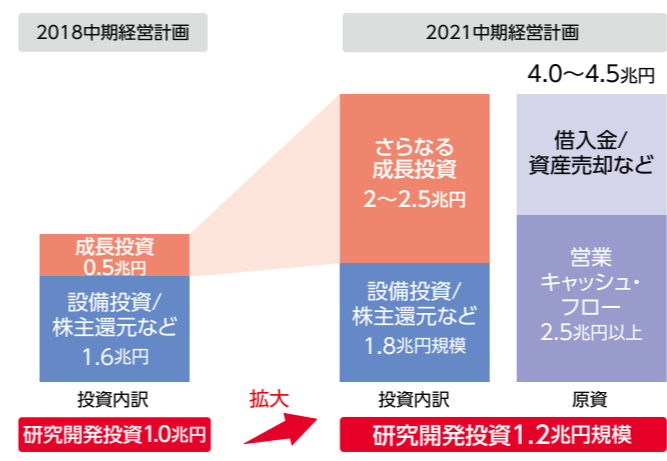 2018中期経営計画
成長投資
0.5兆円
設備投資/
株主還元など
1.6兆円
投資内訳
研究開発投資1.0兆円
拡大
2021中期経営計画
さらなる
成長投資
2〜2.5兆円
設備投資/
株主還元など
1.8兆円規模
投資内訳
4.0〜4.5兆円
借入金/
資産売却など
営業
キャッシュ・
フロー
2.5兆円以上
原資
研究開発投資1.2兆円規模